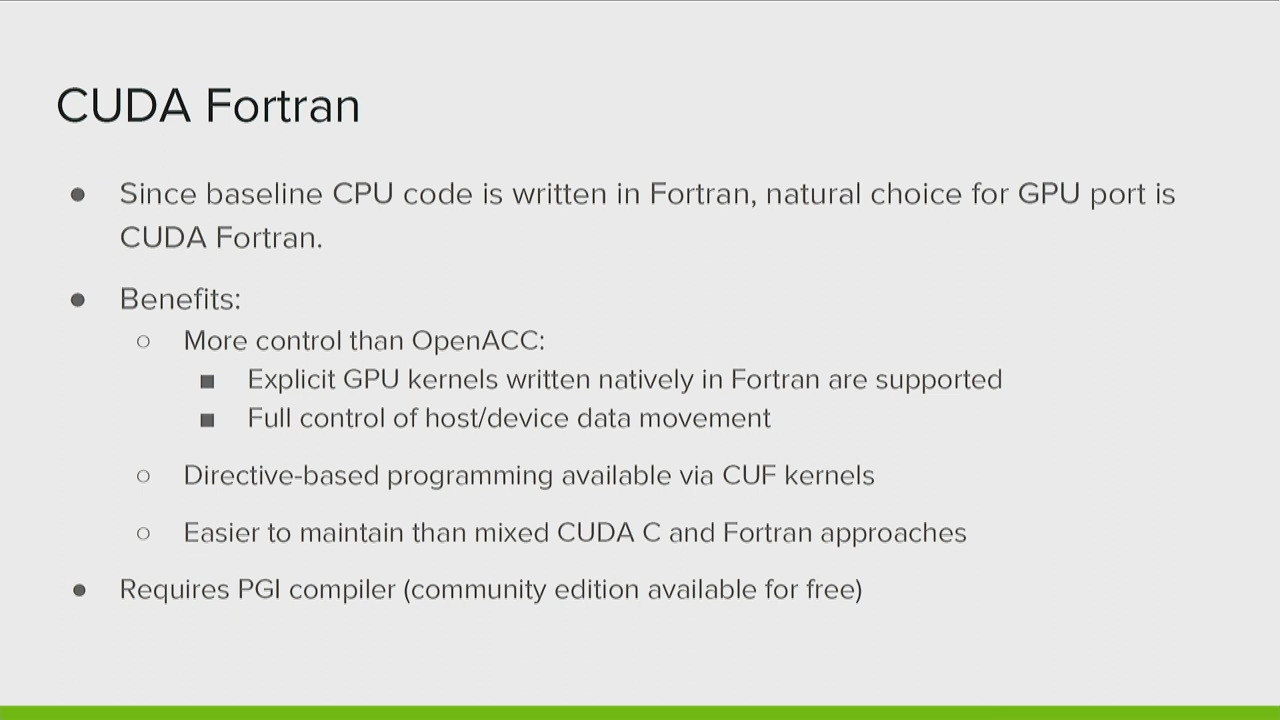 CUDA Fortran
● Since baseline CPU code is written in Fortran, natural choice for GPU port is
CUDA Fortran.
● Benefits:
○ More control than OpenACC:
■ Explicit GPU kernels written natively in Fortran are supported
■ Full control of host/device data movement
○ Directive-based programming available via CUF kernels
○ Easier to maintain than mixed CUDA C and Fortran approaches
● Requires PGI compiler (community edition available for free)